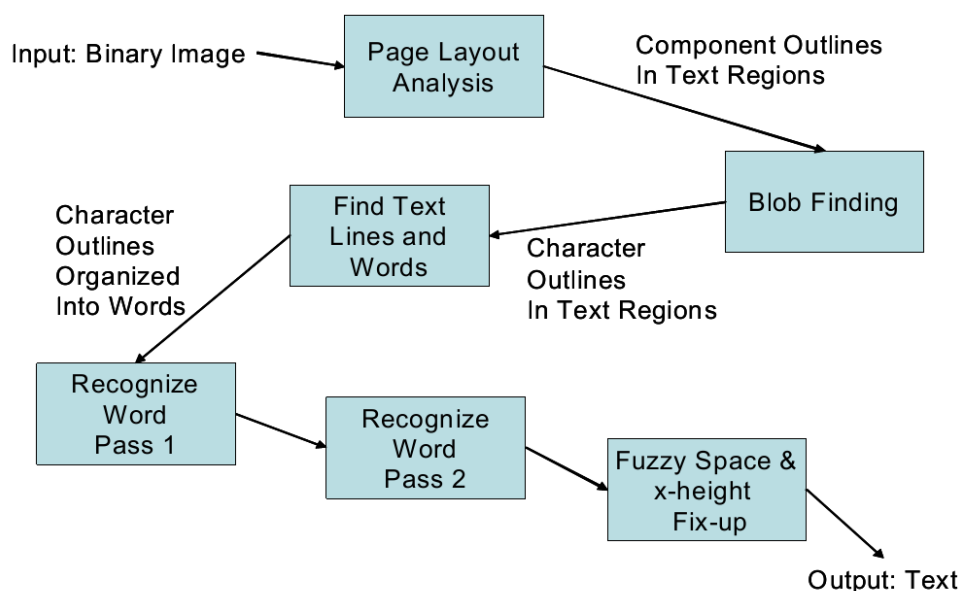 Input: Binary Image
Page Layout
Analysis
Component Outlines
In Text Regions
Blob Finding
Character
Outlines
In Text Regions
Find Text
Lines and
Words
Character
Outlines
Organized
Into Words
Recognize
Word
Pass 1
Recognize
Word
Pass 2
Fuzzy Space &
x-height
Fix-up
Output: Text